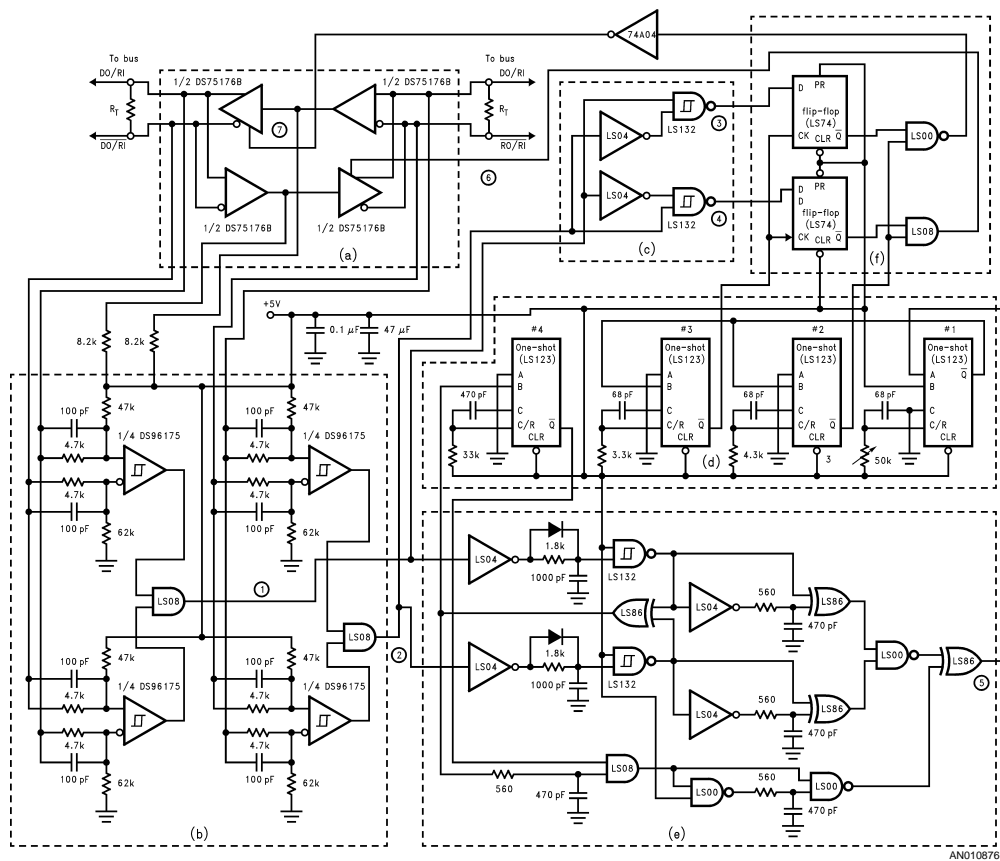 To bus
DO/RI
R_T
D̅O̅/̅R̅I̅
1/2 DS75176B
1/2 DS75176B
⑦
1/2 DS75176B
1/2 DS75176B
(a)
To bus
DO/RI
R_T
R̅O̅/̅R̅I̅
⑥
74A04
LS04
LS132
③
LS04
LS132
④
(c)
D
PR
flip-flop
(LS74)
CK
Q̅
CLR
D
D
PR
flip-flop
(LS74)
CK
Q̅
CLR
LS00
LS08
(f)
+5V
0.1 μF
47 μF
8.2k
8.2k
#4
One-shot
(LS123)
A
B
C
C/R
Q̅
CLR
470 pF
33k
#3
One-shot
(LS123)
A
B
C
C/R
Q̅
CLR
68 pF
3.3k
(d)
#2
One-shot
(LS123)
A
B
C
C/R
Q̅
CLR
68 pF
4.3k
3
#1
One-shot
(LS123)
A
Q̅
B
C
C/R
CLR
68 pF
50k
47k
100 pF
4.7k
1/4 DS96175
4.7k
100 pF
62k
47k
100 pF
4.7k
1/4 DS96175
4.7k
100 pF
62k
LS08
①
LS08
②
47k
100 pF
1/4 DS96175
4.7k
4.7k
100 pF
62k
47k
100 pF
1/4 DS96175
4.7k
4.7k
100 pF
62k
(b)
LS04
1.8k
1000 pF
LS132
LS86
LS04
560
470 pF
LS86
LS04
1.8k
1000 pF
LS132
LS04
560
470 pF
LS86
LS00
LS86
⑤
560
470 pF
LS08
LS00
560
470 pF
LS00
(e)
AN010876